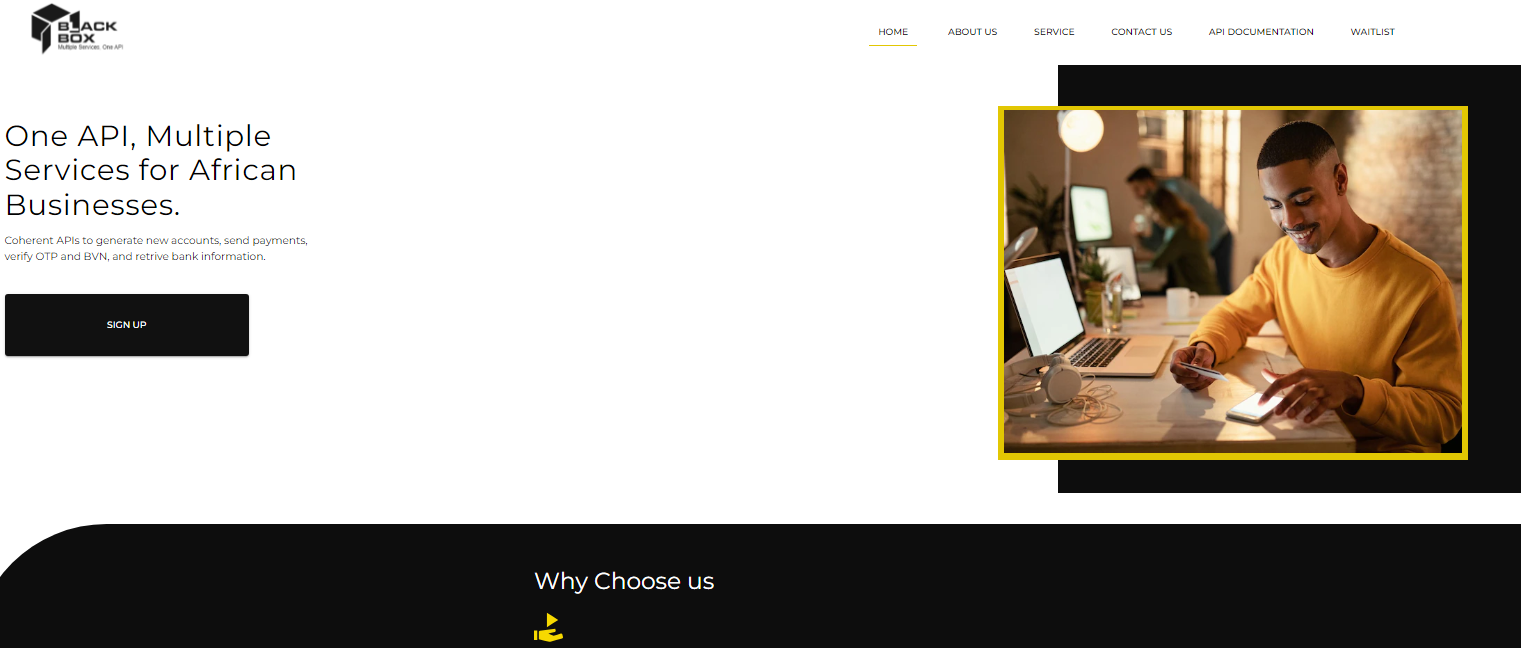 BLACK
BOX
Multiple Services, One API
HOME
ABOUT US
SERVICE
CONTACT US
API DOCUMENTATION
WAITLIST
One API, Multiple
Services for African
Businesses.
Coherent APIs to generate new accounts, send payments,
verify OTP and BVN, and retrive bank information.
SIGN UP
Why Choose us